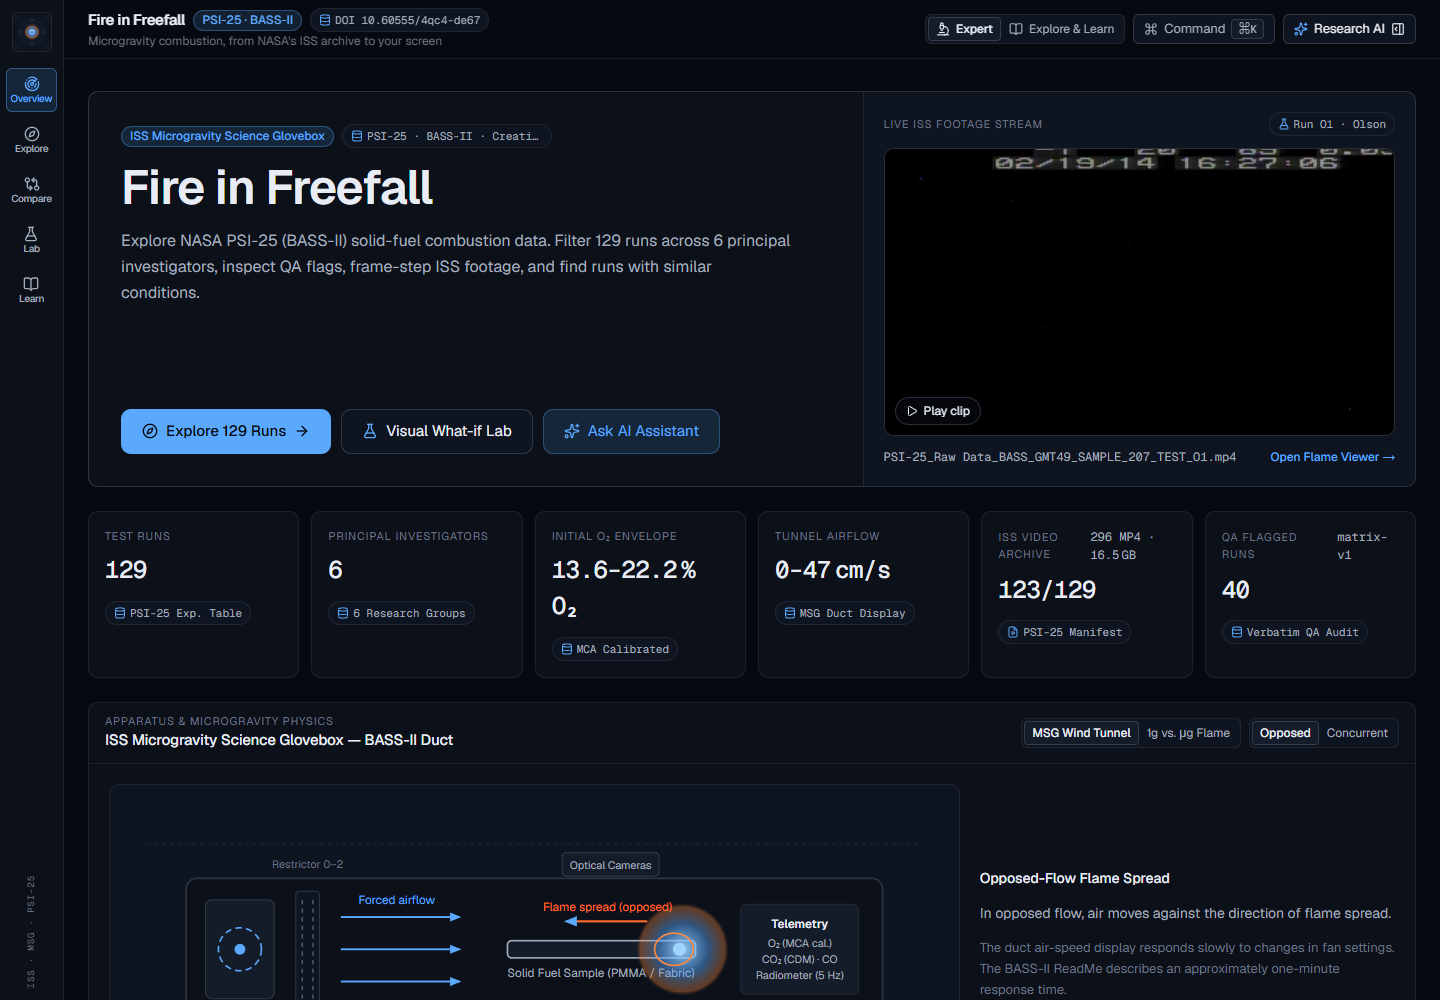 Fire in Freefall PSI-25 · BASS-II DOI 10.60555/4qc4-de67
Microgravity combustion, from NASA's ISS archive to your screen
Expert Explore & Learn Command ⌘K Research AI
Overview
Explore
Compare
Lab
Learn
ISS · MSG · PSI-25
ISS Microgravity Science Glovebox PSI-25 · BASS-II · Creati…
Fire in Freefall
Explore NASA PSI-25 (BASS-II) solid-fuel combustion data. Filter 129 runs across 6 principal
investigators, inspect QA flags, frame-step ISS footage, and find runs with similar
conditions.
Explore 129 Runs → Visual What-if Lab Ask AI Assistant
LIVE ISS FOOTAGE STREAM Run 01 · Olson
02/19/14 16:27:06
Play clip
PSI-25_Raw Data_BASS_GMT49_SAMPLE_207_TEST_01.mp4 Open Flame Viewer →
TEST RUNS
129
PSI-25 Exp. Table
PRINCIPAL INVESTIGATORS
6
6 Research Groups
INITIAL O₂ ENVELOPE
13.6–22.2%
O₂
MCA Calibrated
TUNNEL AIRFLOW
0–47 cm/s
MSG Duct Display
ISS VIDEO 296 MP4 ·
ARCHIVE 16.5 GB
123/129
PSI-25 Manifest
QA FLAGGED matrix-
RUNS v1
40
Verbatim QA Audit
APPARATUS & MICROGRAVITY PHYSICS
ISS Microgravity Science Glovebox — BASS-II Duct
MSG Wind Tunnel 1g vs. µg Flame Opposed Concurrent
Restrictor 0–2
Optical Cameras
Forced airflow
Flame spread (opposed)
Solid Fuel Sample (PMMA / Fabric)
Telemetry
O₂ (MCA cal.)
CO₂ (CDM) · CO
Radiometer (5 Hz)
Opposed-Flow Flame Spread
In opposed flow, air moves against the direction of flame spread.
The duct air-speed display responds slowly to changes in fan settings.
The BASS-II ReadMe describes an approximately one-minute
response time.